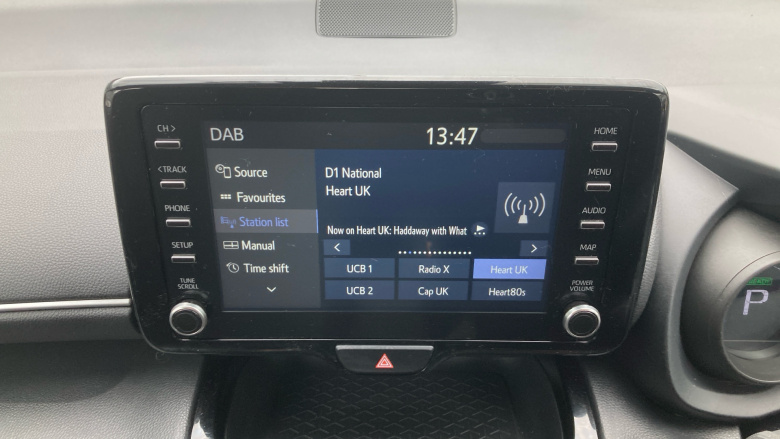 CH >
< TRACK
PHONE
SETUP
TUNE
SCROLL
DAB
13:47
Source
Favourites
Station list
Manual
Time shift
D1 National
Heart UK
Now on Heart UK: Haddaway with What
UCB 1
Radio X
Heart UK
UCB 2
Cap UK
Heart80s
HOME
MENU
AUDIO
MAP
POWER
VOLUME
READY
P